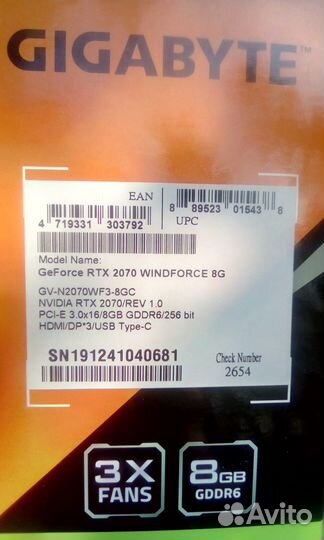 GIGABYTE™
EAN
8 89523 01543 8
UPC
4 719331 303792
Model Name:
GeForce RTX 2070 WINDFORCE 8G
GV-N2070WF3-8GC
NVIDIA RTX 2070/REV 1.0
PCI-E 3.0x16/8GB GDDR6/256 bit
HDMI/DP*3/USB Type-C
SN191241040681
Check Number
2654
3X
FANS
8GB
GDDR6
Avito